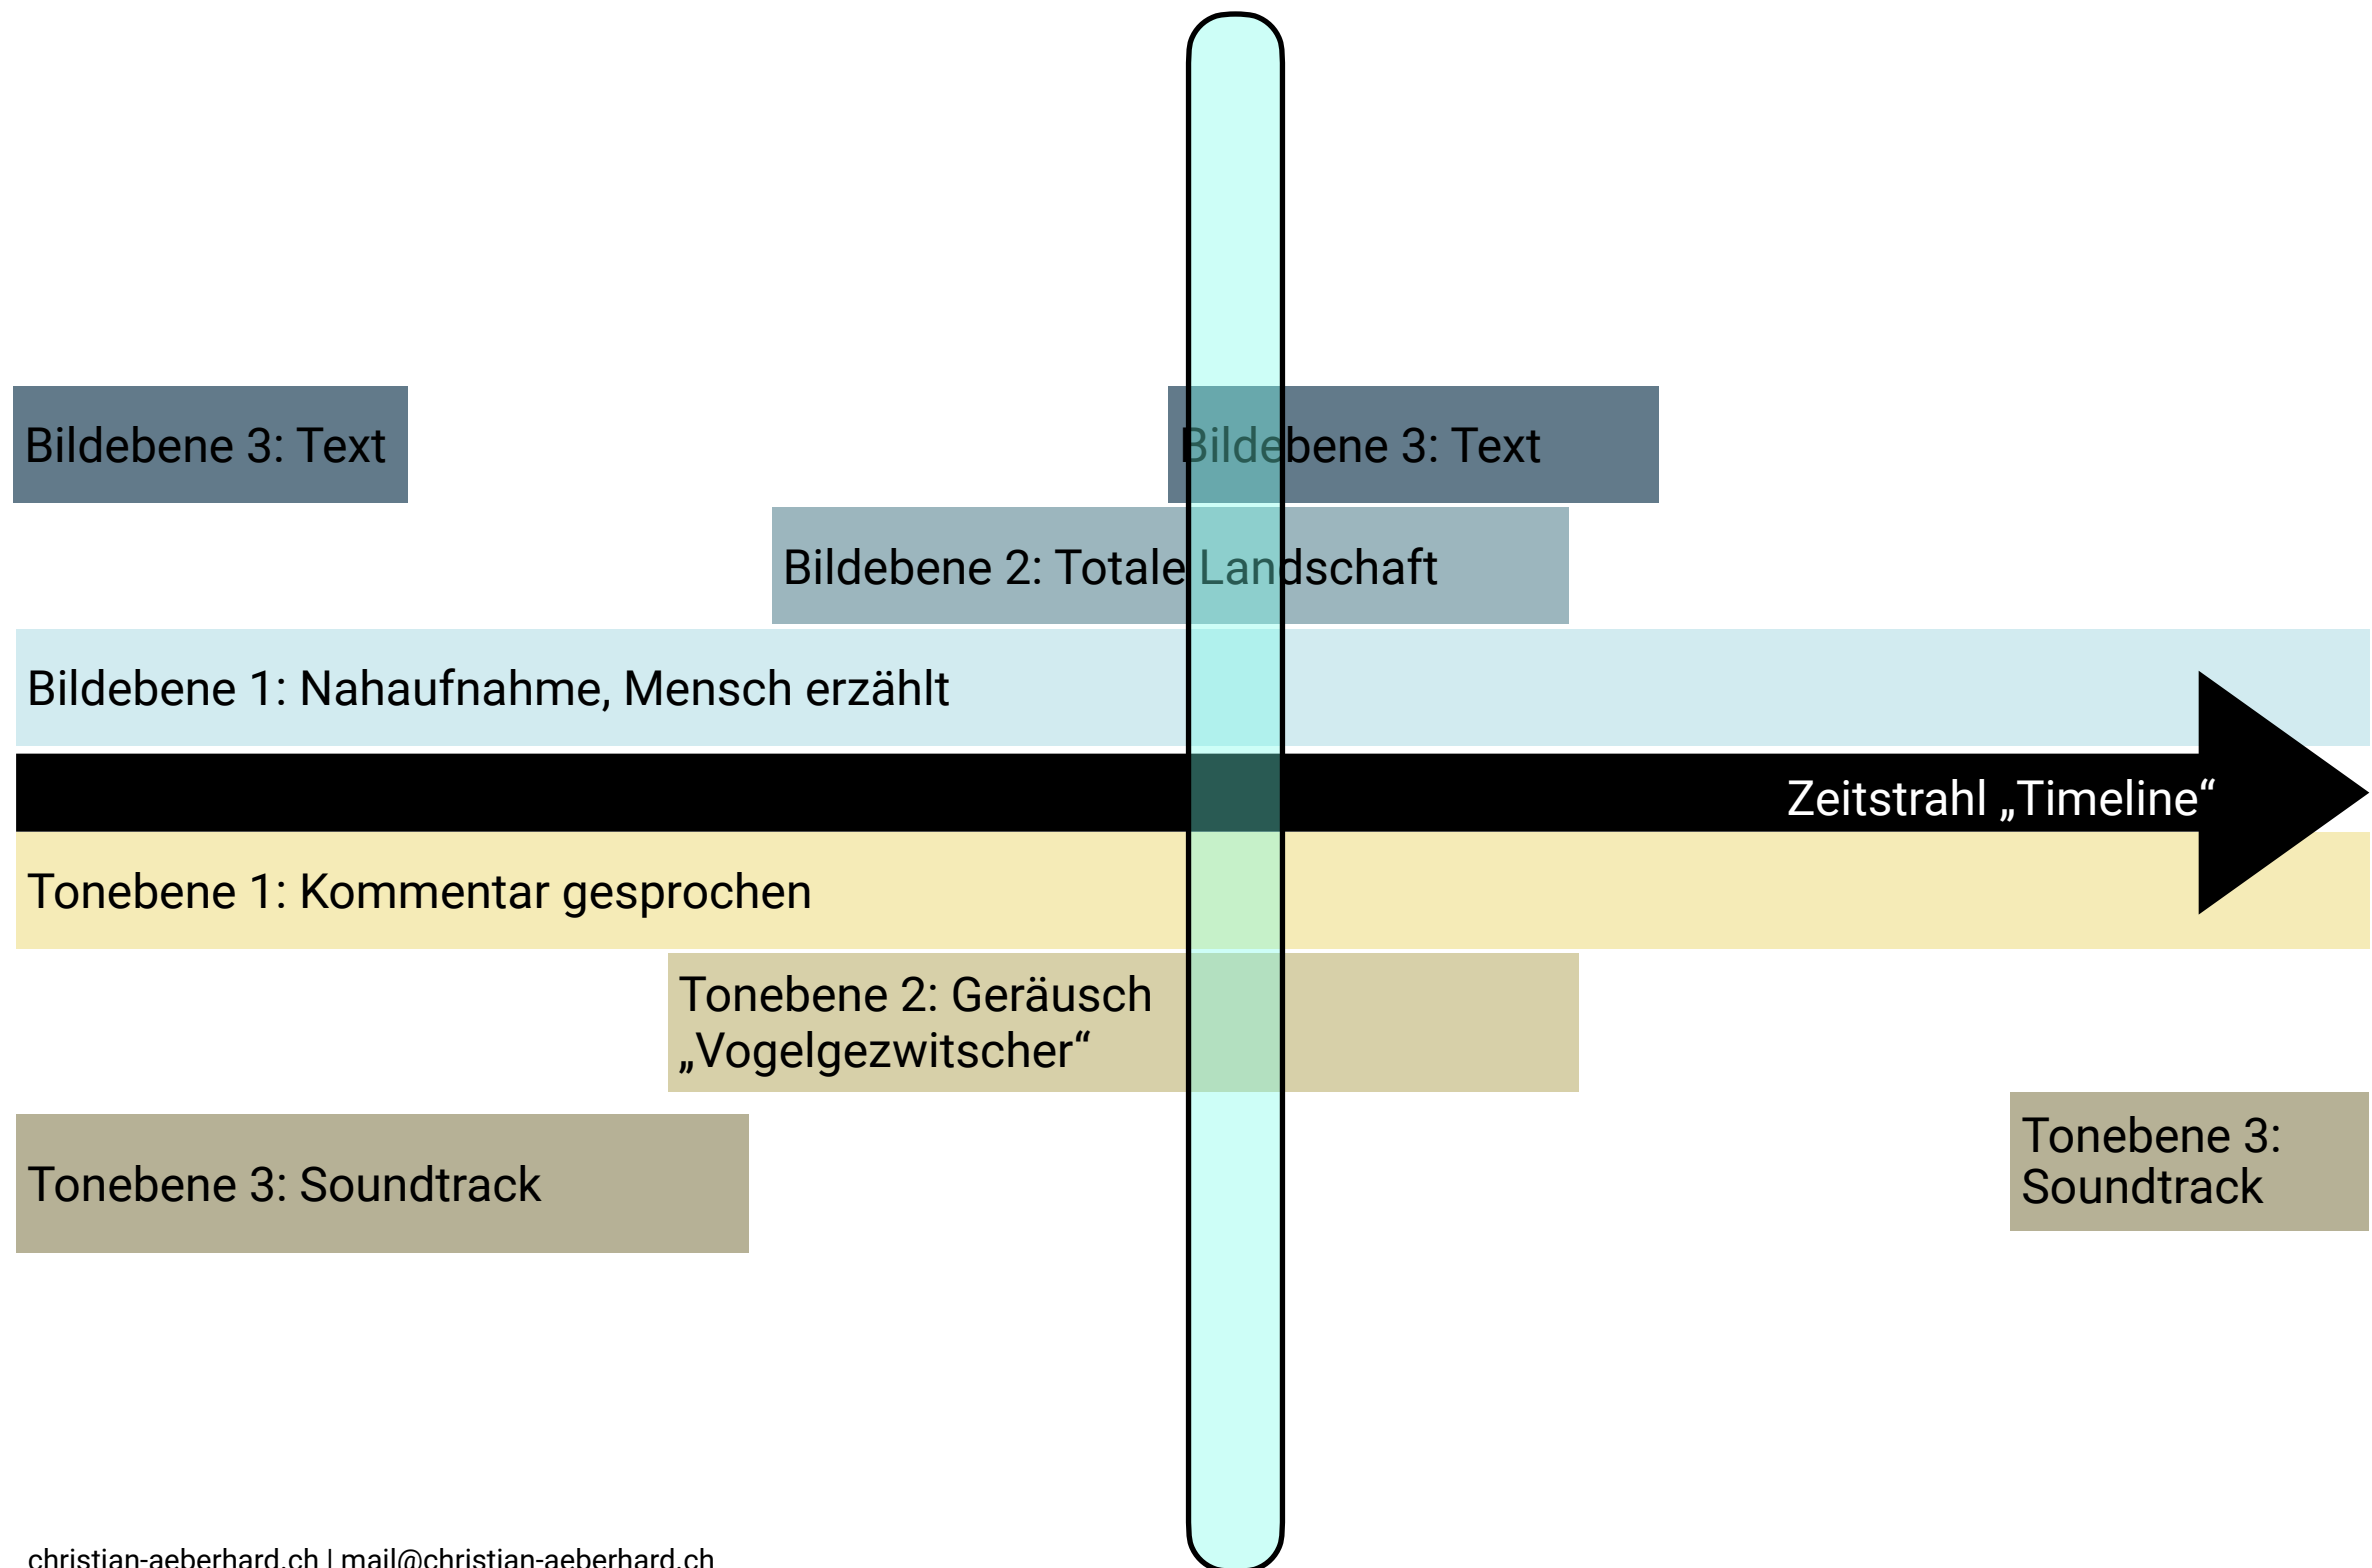 Bildebene 3: Text
Bildebene 3: Text
Bildebene 2: Totale Landschaft
Bildebene 1: Nahaufnahme, Mensch erzählt
Zeitstrahl „Timeline“
Tonebene 1: Kommentar gesprochen
Tonebene 2: Geräusch
„Vogelgezwitscher“
Tonebene 3: Soundtrack
Tonebene 3:
Soundtrack
christian-aeberhard.ch | mail@christian-aeberhard.ch